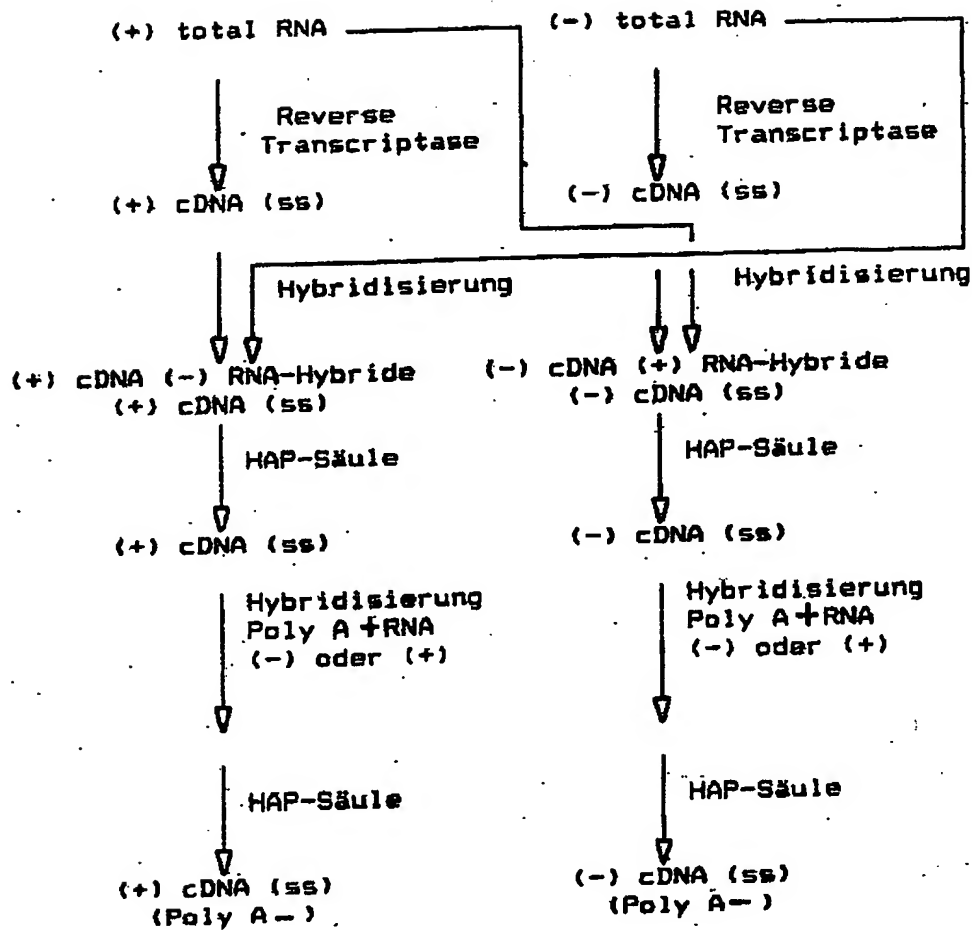 (+) total RNA
(-) total RNA
Reverse
Transcriptase
Reverse
Transcriptase
(+) cDNA (ss)
(-) cDNA (ss)
Hybridisierung
Hybridisierung
(+) cDNA (-) RNA-Hybride
(+) cDNA (ss)
(-) cDNA (+) RNA-Hybride
(-) cDNA (ss)
HAP-Säule
HAP-Säule
(+) cDNA (ss)
(-) cDNA (ss)
Hybridisierung
Poly A+RNA
(-) oder (+)
Hybridisierung
Poly A+RNA
(-) oder (+)
HAP-Säule
HAP-Säule
(+) cDNA (ss)
(Poly A-)
(-) cDNA (ss)
(Poly A-)